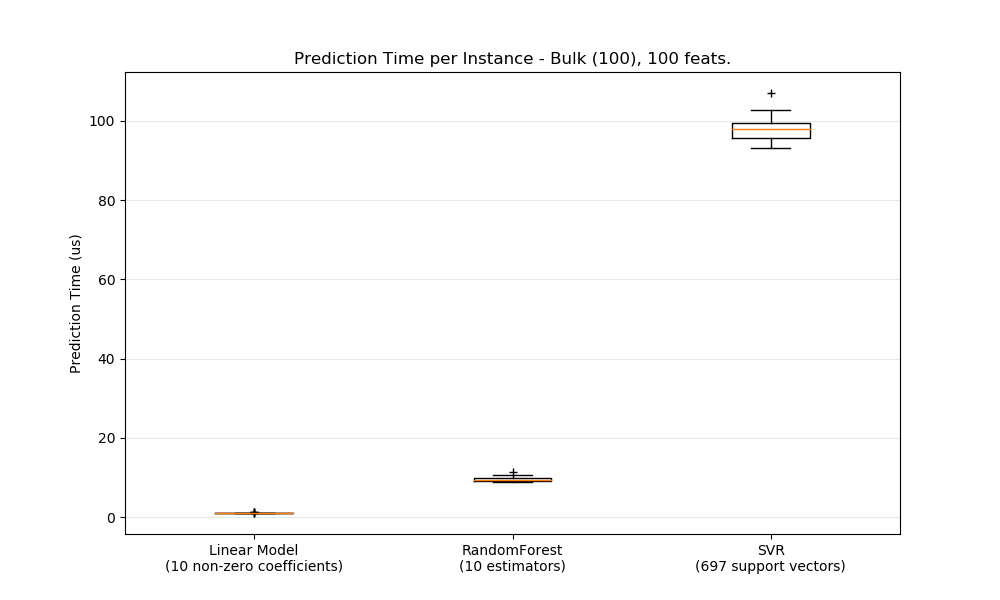 Prediction Time per Instance - Bulk (100), 100 feats.
Prediction Time (us)
100
80
60
40
20
0
Linear Model
(10 non-zero coefficients)
RandomForest
(10 estimators)
SVR
(697 support vectors)